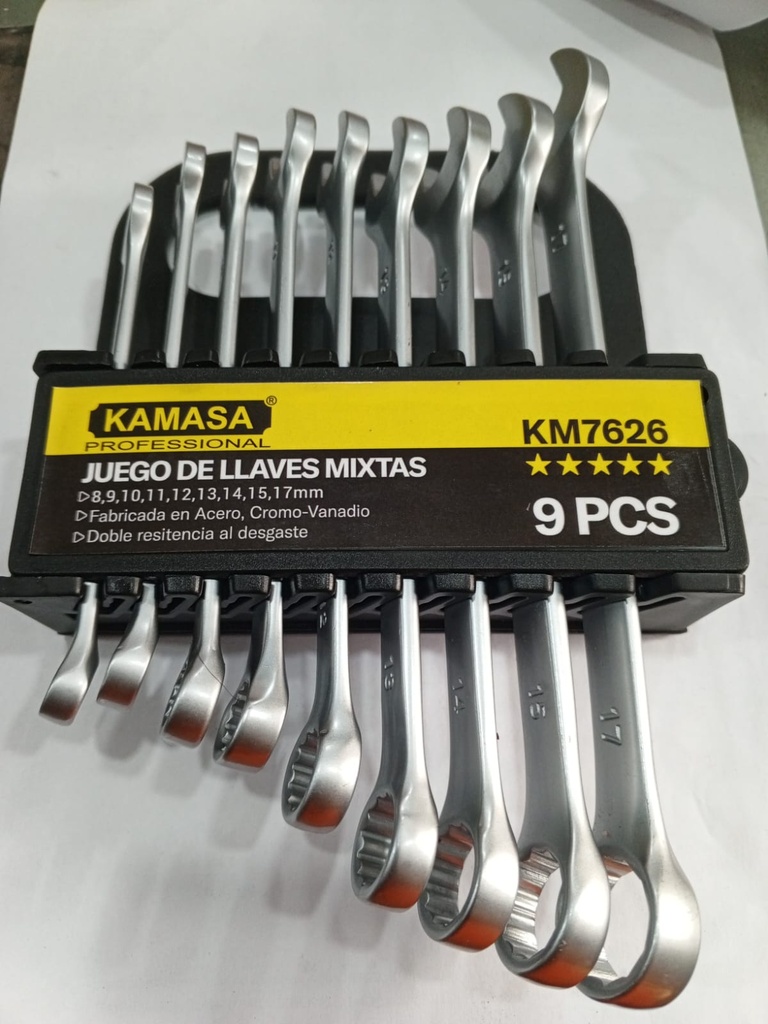 KAMASA®
PROFESSIONAL
KM7626
★★★★★
JUEGO DE LLAVES MIXTAS
▷8,9,10,11,12,13,14,15,17mm
▷Fabricada en Acero, Cromo-Vanadio
▷Doble resitencia al desgaste
9 PCS
13
14
15
17